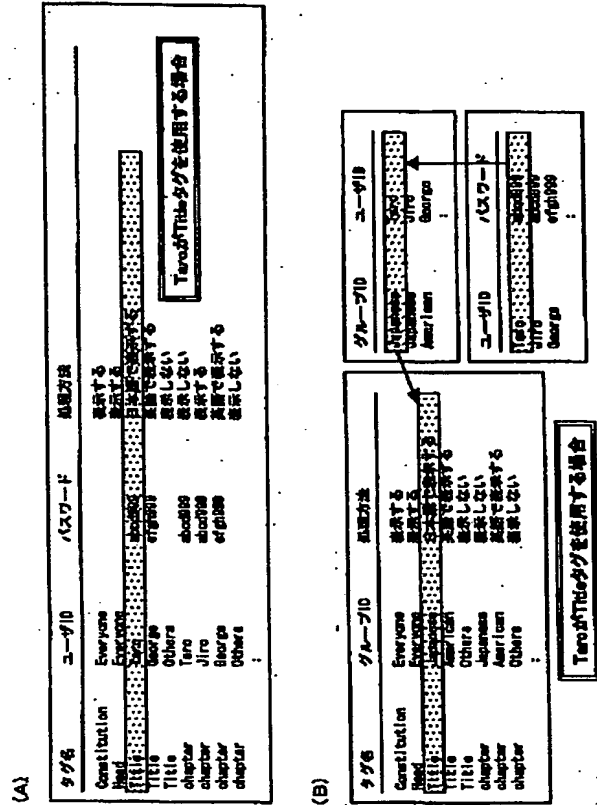 (A)
タグ名 ユーザID パスワード 処理方法
Constitution Everyone 表示する
Head Everyone 表示する
Title Taro abcd999 日本語で表示する
Title George efgh999 英語で表示する
Title Others 表示しない
chapter Taro abcd999 表示しない
chapter Jiro abcd998 表示する
chapter George efgh999 英語で表示する
chapter Others 表示しない
:
TaroがTitleタグを使用する場合
(B)
タグ名 グループID 処理方法
Constitution Everyone 表示する
Head Everyone 表示する
Title Japanese 日本語で表示する
Title American 英語で表示する
Title Others 表示しない
chapter Japanese 表示しない
chapter American 英語で表示する
chapter Others 表示しない
:
グループID ユーザID
Japanese Taro
Japanese Jiro
American George
:
ユーザID パスワード
Taro abcd999
Jiro
George efgh999
:
TaroがTitleタグを使用する場合